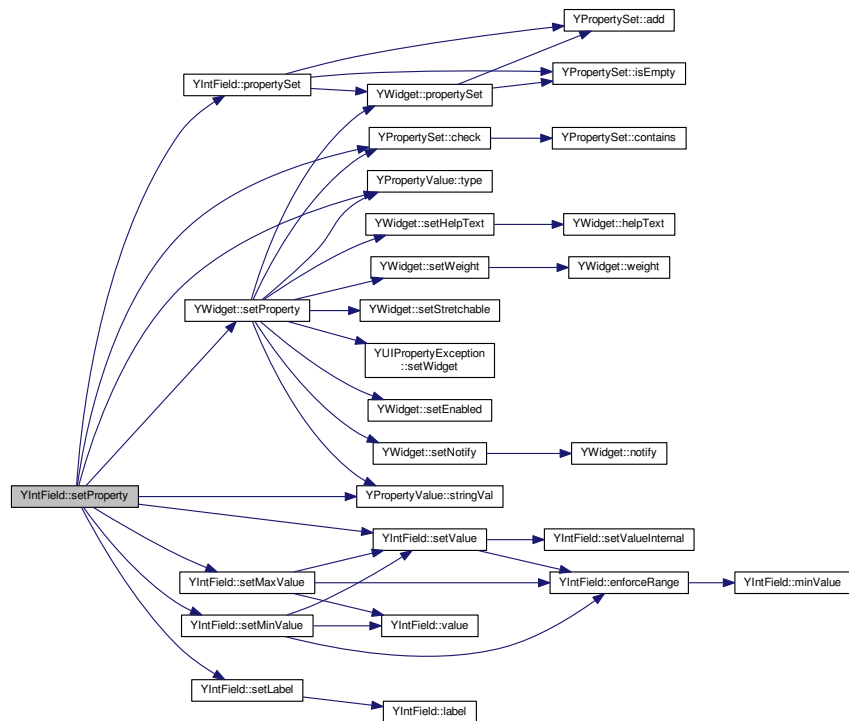 YPropertySet::add
YPropertySet::isEmpty
YIntField::propertySet
YWidget::propertySet
YPropertySet::check
YPropertySet::contains
YPropertyValue::type
YWidget::setHelpText
YWidget::helpText
YWidget::setWeight
YWidget::weight
YWidget::setProperty
YWidget::setStretchable
YUIPropertyException
::setWidget
YWidget::setEnabled
YWidget::setNotify
YWidget::notify
YIntField::setProperty
YPropertyValue::stringVal
YIntField::setValue
YIntField::setValueInternal
YIntField::setMaxValue
YIntField::enforceRange
YIntField::minValue
YIntField::setMinValue
YIntField::value
YIntField::setLabel
YIntField::label